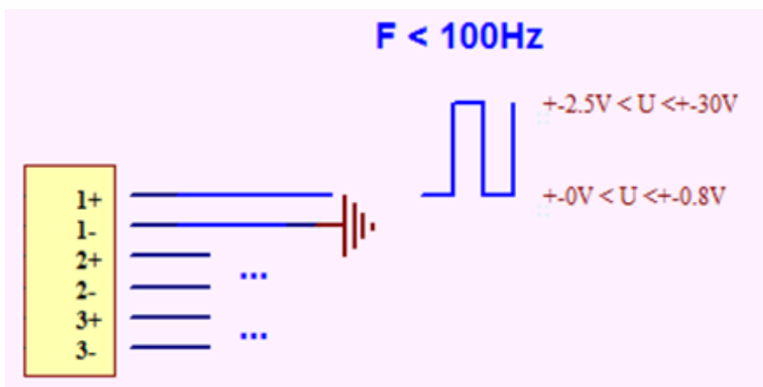 F < 100Hz
+-2.5V < U <+-30V
+-0V < U <+-0.8V
1+
1-
2+
...
2-
3+
...
3-